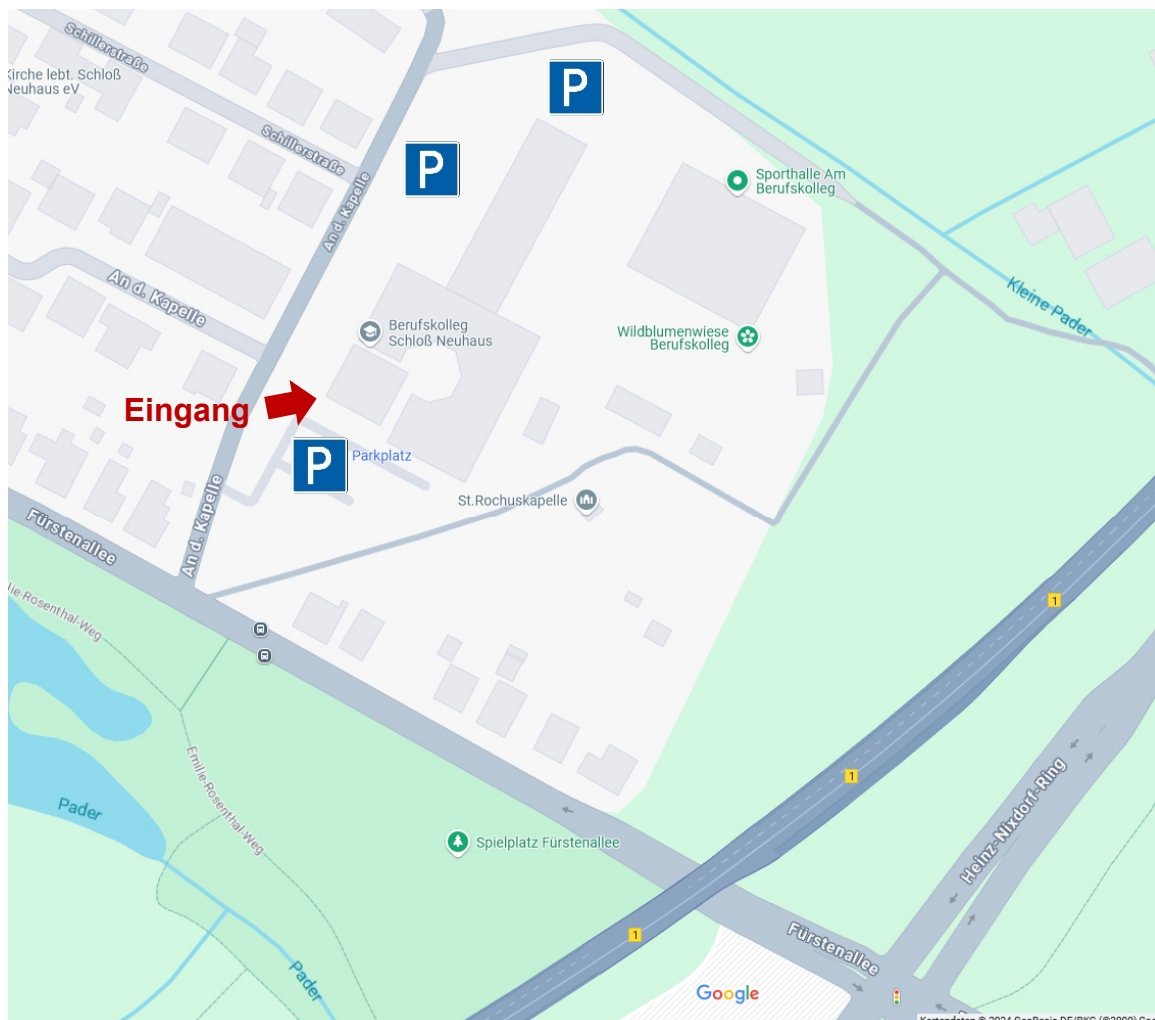 Schillerstraße
Kirche lebt. Schloß
Neuhaus eV
P
Schillerstraße
P
Sporthalle Am
Berufskolleg
An d. Kapelle
An d. Kapelle
Kleine Pader
Berufskolleg
Schloß Neuhaus
Wildblumenwiese
Berufskolleg
Eingang
P
Parkplatz
St.Rochuskapelle
An d. Kapelle
Fürstenallee
ilie-Rosenthal-Weg
1
Emilie-Rosenthal-Weg
1
Pader
Heinz-Nixdorf-Ring
Spielplatz Fürstenallee
1
Fürstenallee
Pader
Google